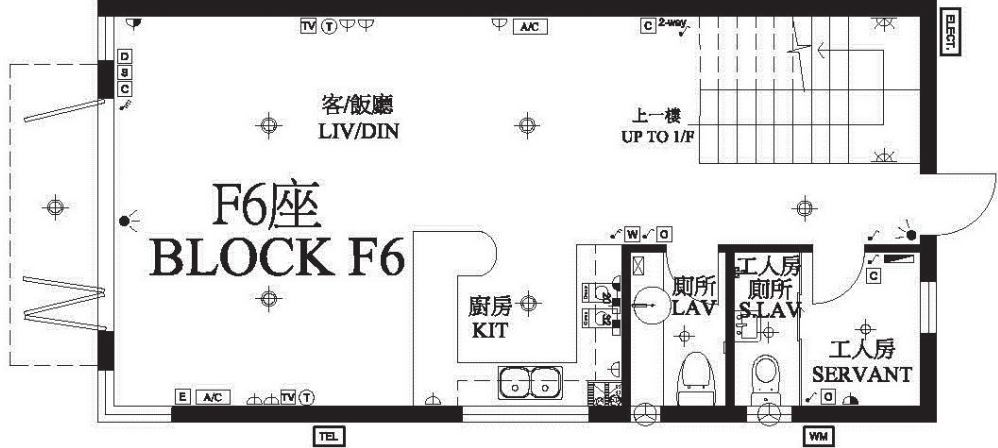 TV T
A/C
C 2-way
ELECT.
D
S
C
客/飯廳
LIV/DIN
上一樓
UP TO 1/F
F6座
BLOCK F6
W O
廚房
KIT
廁所
LAV
工人房
廁所
S.LAV
C
工人房
SERVANT
E A/C TV T
O
TEL
WM